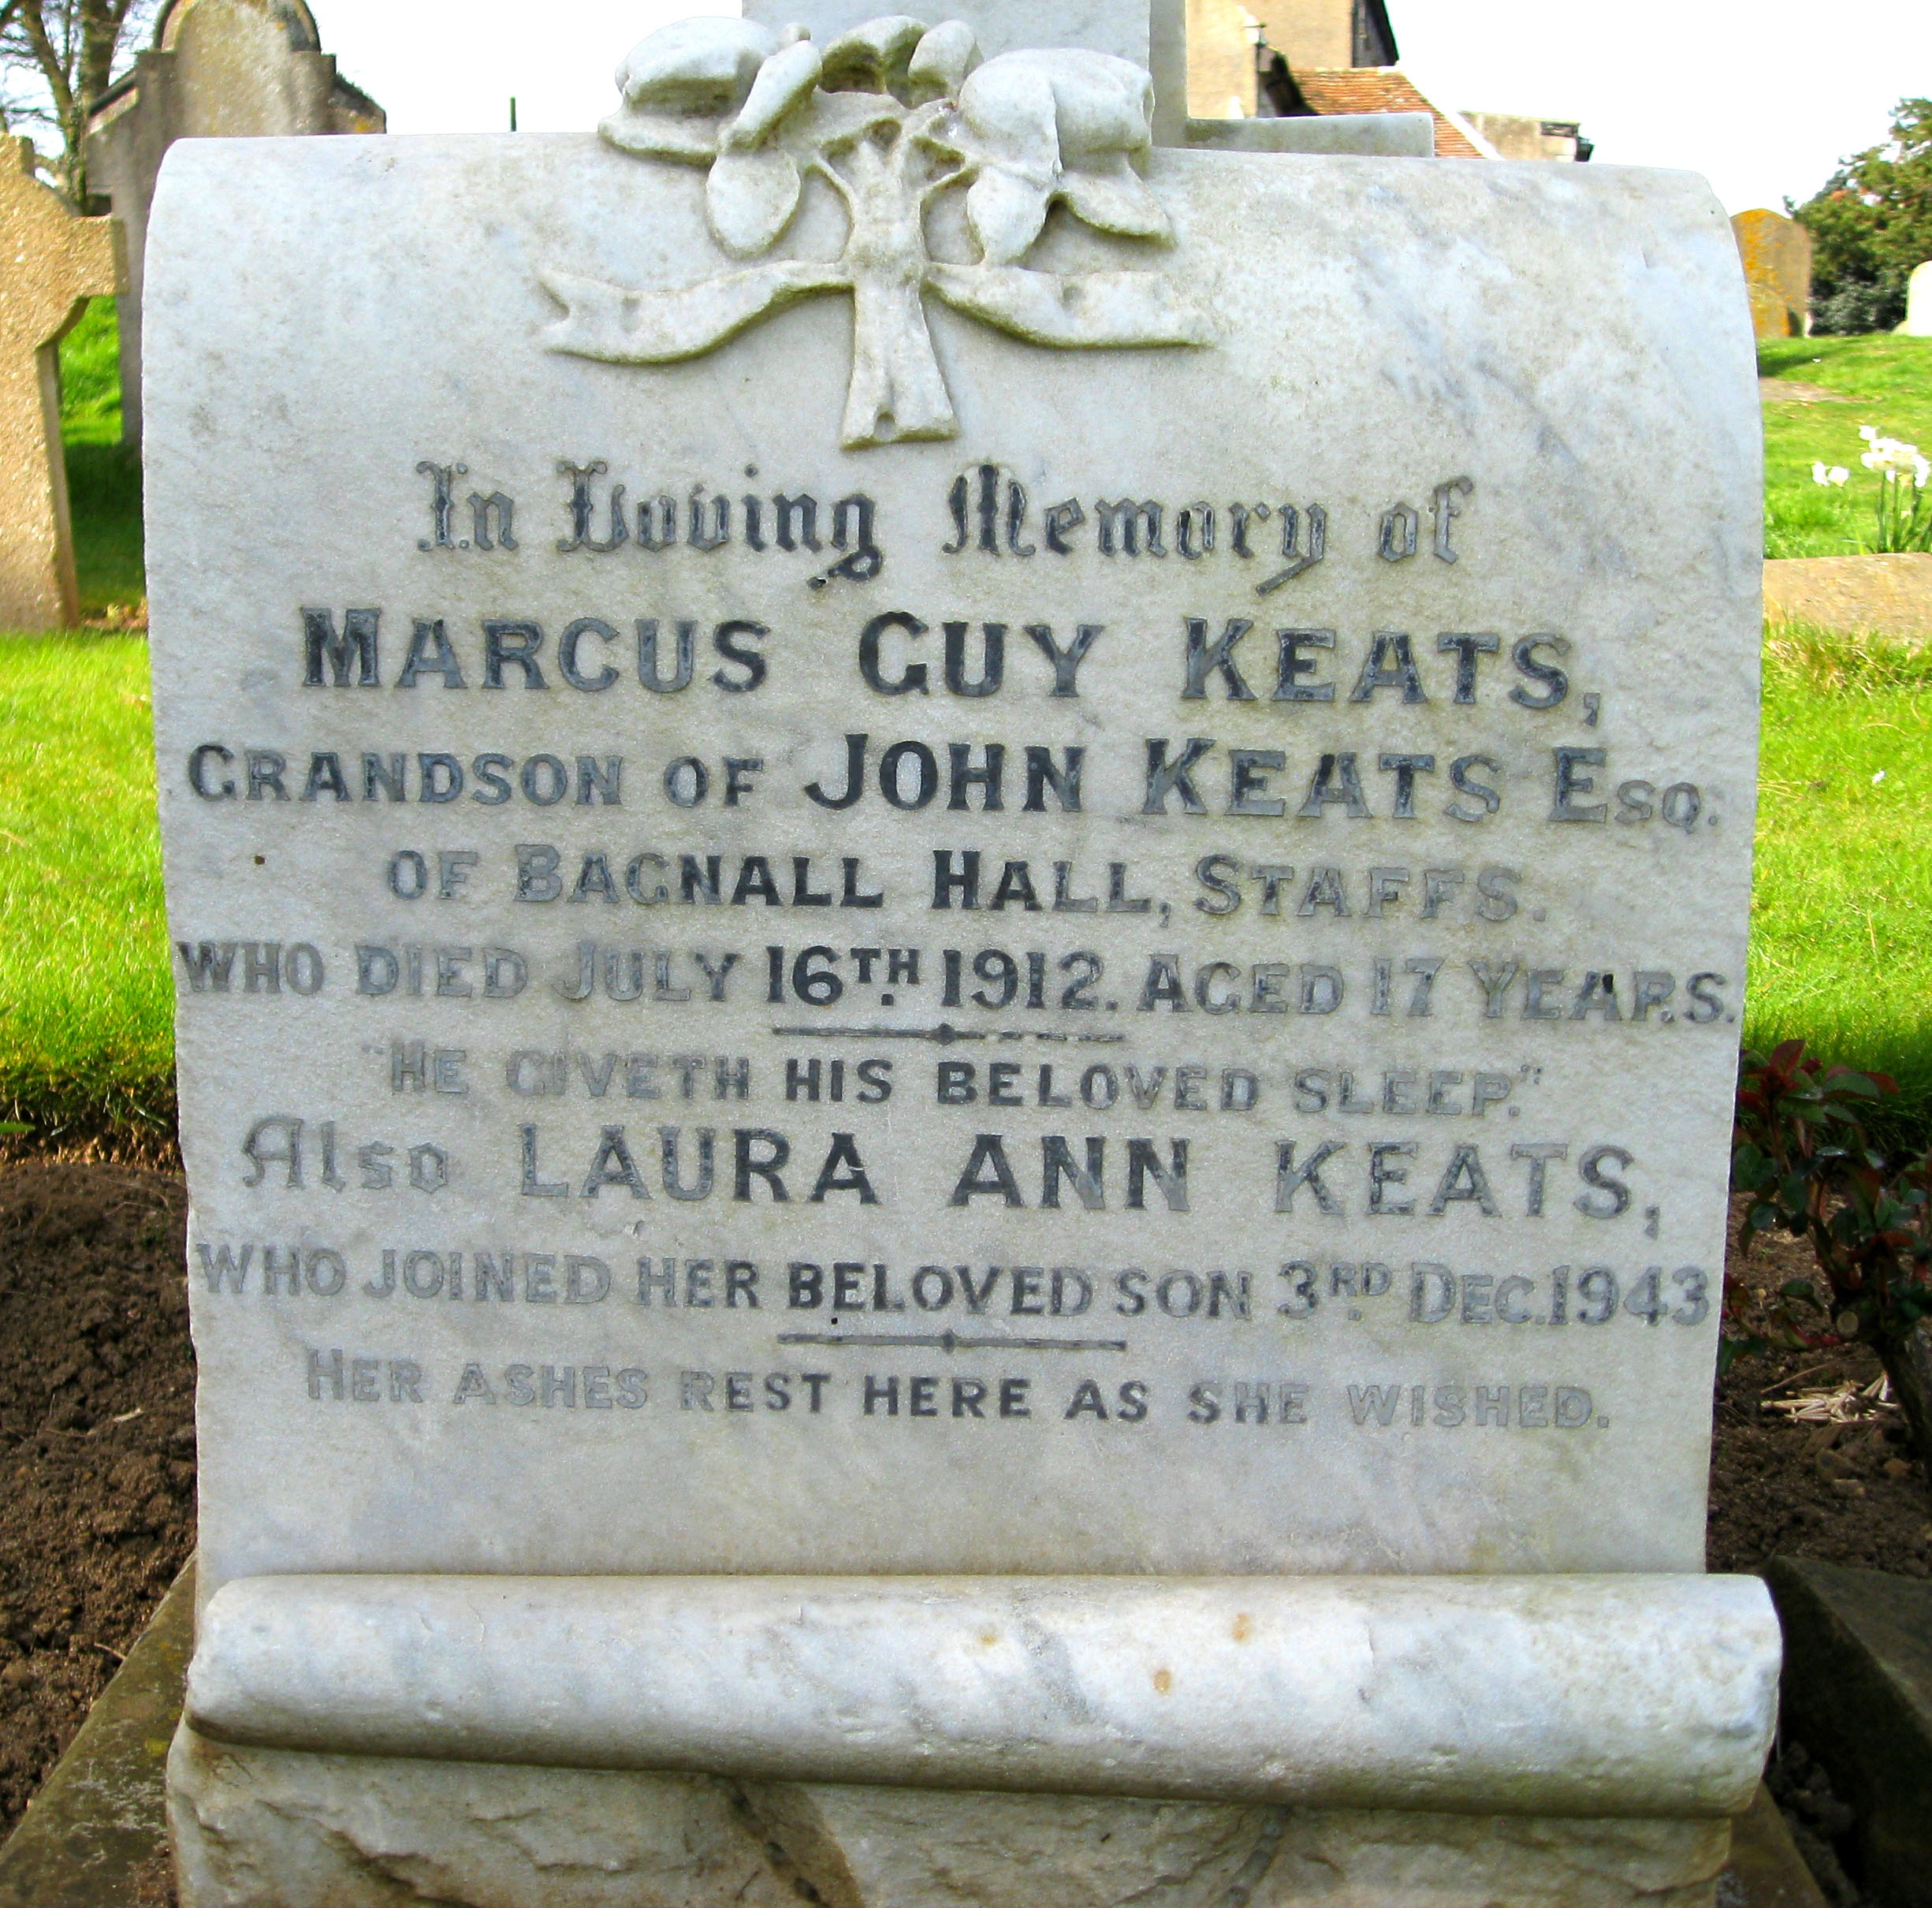 In Loving Memory of
MARCUS GUY KEATS,
GRANDSON OF JOHN KEATS ESQ.
OF BAGNALL HALL, STAFFS.
WHO DIED JULY 16TH. 1912. AGED 17 YEARS.
"HE GIVETH HIS BELOVED SLEEP."
Also LAURA ANN KEATS,
WHO JOINED HER BELOVED SON 3RD. DEC. 1943
HER ASHES REST HERE AS SHE WISHED.